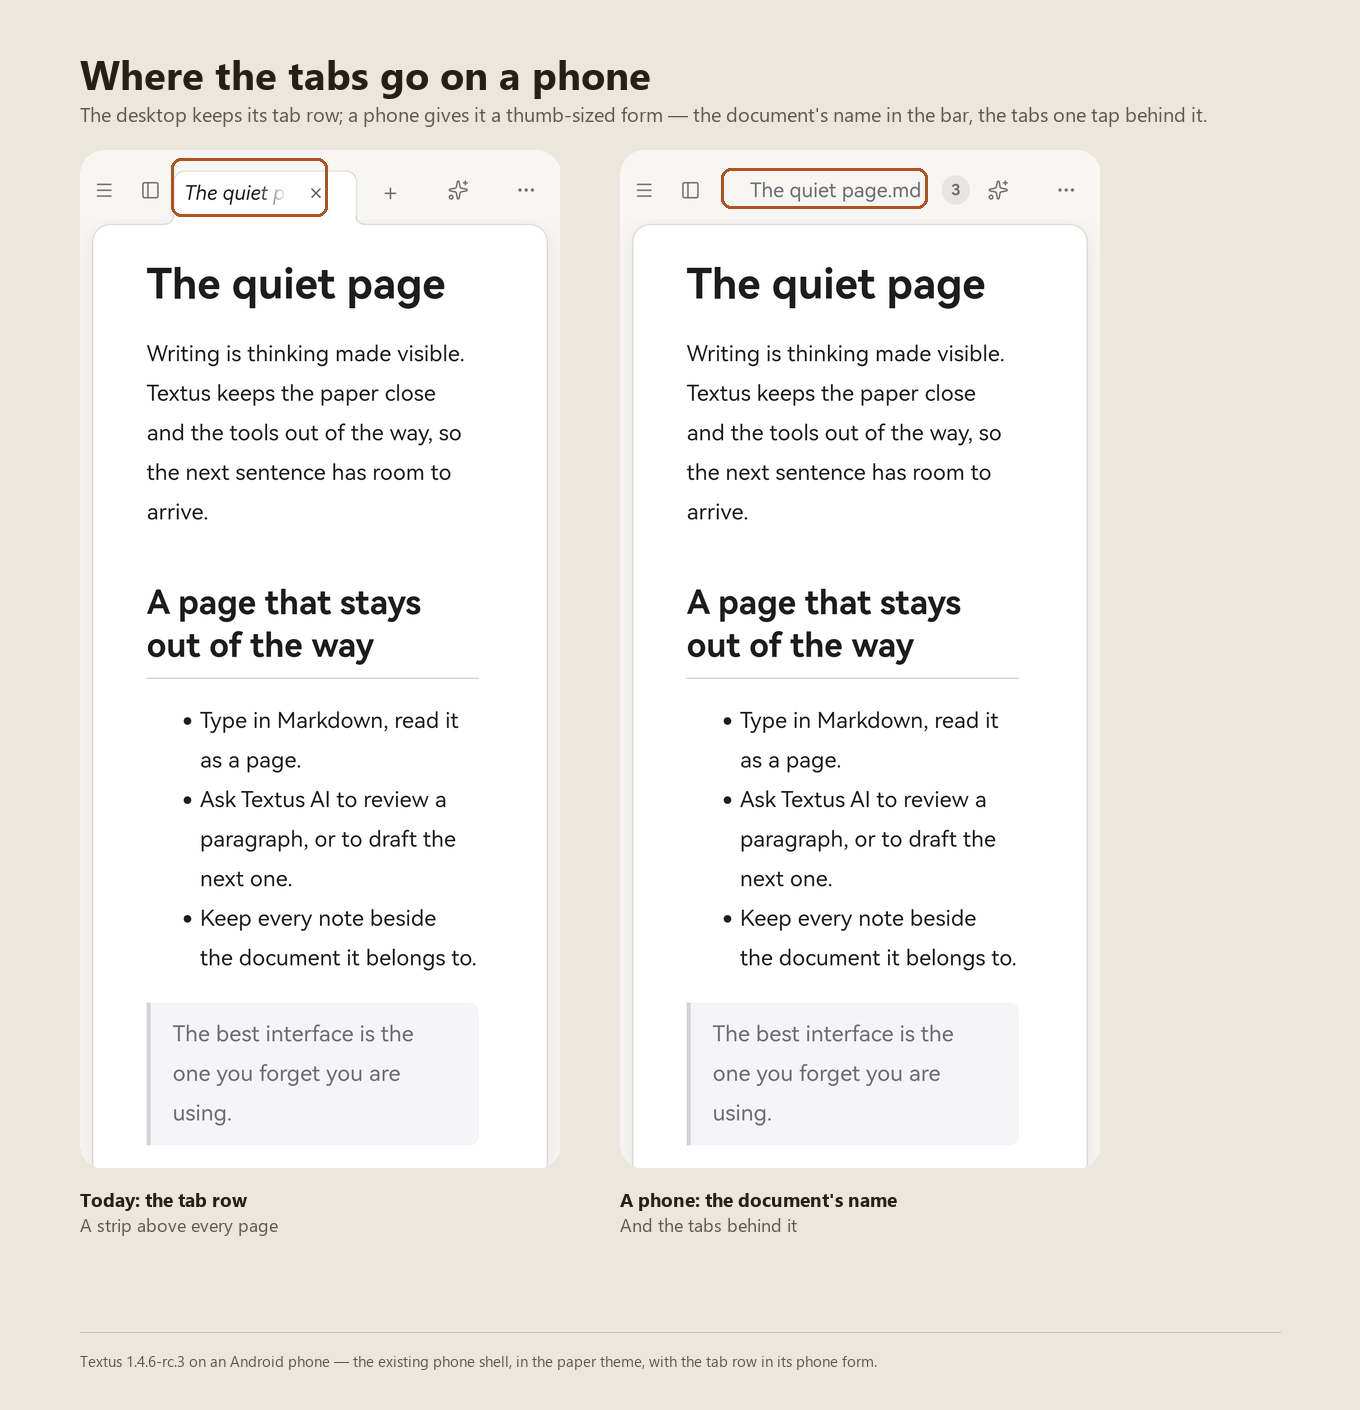 Where the tabs go on a phone
The desktop keeps its tab row; a phone gives it a thumb-sized form — the document's name in the bar, the tabs one tap behind it.
The quiet p × +
The quiet page
Writing is thinking made visible.
Textus keeps the paper close
and the tools out of the way, so
the next sentence has room to
arrive.
A page that stays
out of the way
• Type in Markdown, read it
as a page.
• Ask Textus AI to review a
paragraph, or to draft the
next one.
• Keep every note beside
the document it belongs to.
The best interface is the
one you forget you are
using.
Today: the tab row
A strip above every page
The quiet page.md 3
The quiet page
Writing is thinking made visible.
Textus keeps the paper close
and the tools out of the way, so
the next sentence has room to
arrive.
A page that stays
out of the way
• Type in Markdown, read it
as a page.
• Ask Textus AI to review a
paragraph, or to draft the
next one.
• Keep every note beside
the document it belongs to.
The best interface is the
one you forget you are
using.
A phone: the document's name
And the tabs behind it
Textus 1.4.6-rc.3 on an Android phone — the existing phone shell, in the paper theme, with the tab row in its phone form.